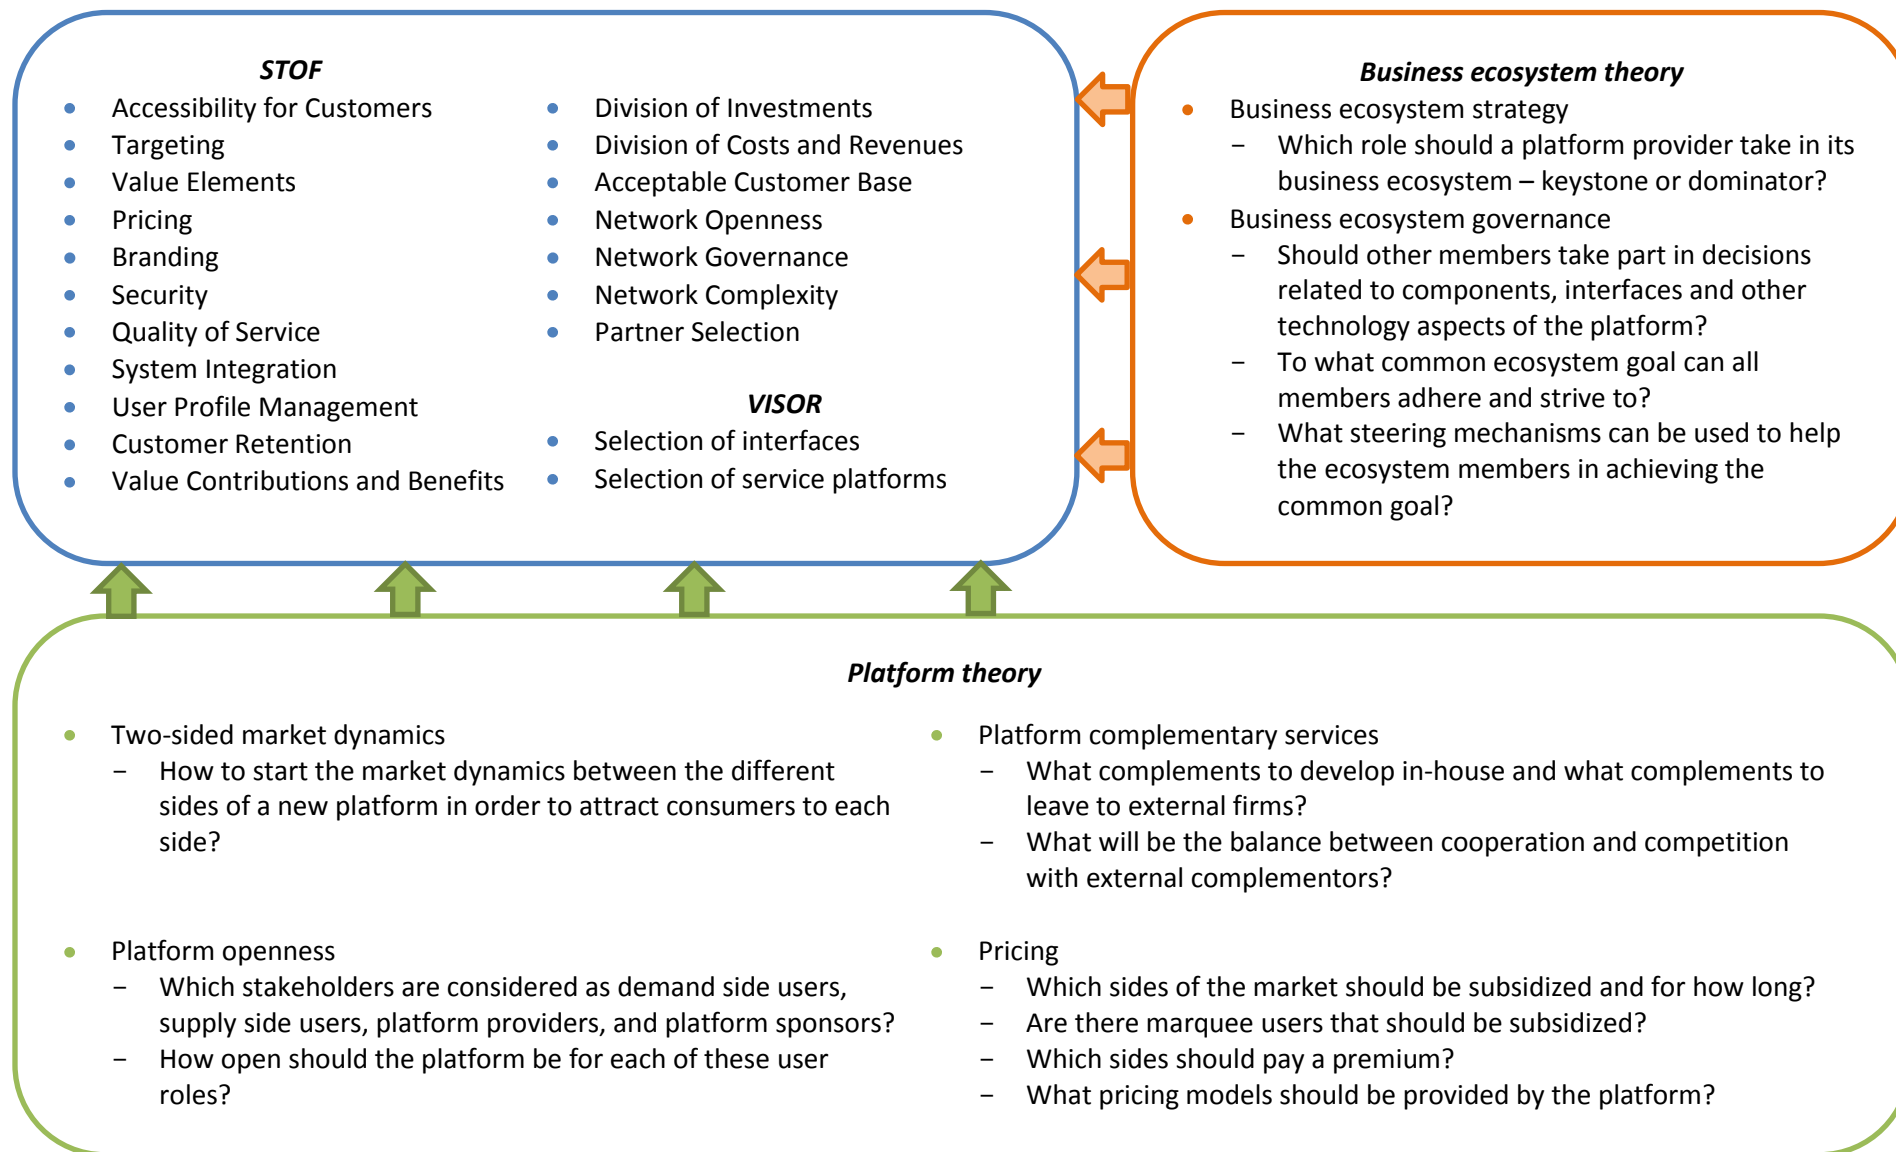 STOF
• Accessibility for Customers
• Targeting
• Value Elements
• Pricing
• Branding
• Security
• Quality of Service
• System Integration
• User Profile Management
• Customer Retention
• Value Contributions and Benefits
• Division of Investments
• Division of Costs and Revenues
• Acceptable Customer Base
• Network Openness
• Network Governance
• Network Complexity
• Partner Selection
VISOR
• Selection of interfaces
• Selection of service platforms
Business ecosystem theory
• Business ecosystem strategy
– Which role should a platform provider take in its
business ecosystem – keystone or dominator?
• Business ecosystem governance
– Should other members take part in decisions
related to components, interfaces and other
technology aspects of the platform?
– To what common ecosystem goal can all
members adhere and strive to?
– What steering mechanisms can be used to help
the ecosystem members in achieving the
common goal?
Platform theory
• Two-sided market dynamics
– How to start the market dynamics between the different
sides of a new platform in order to attract consumers to each
side?
• Platform complementary services
– What complements to develop in-house and what complements to
leave to external firms?
– What will be the balance between cooperation and competition
with external complementors?
• Platform openness
– Which stakeholders are considered as demand side users,
supply side users, platform providers, and platform sponsors?
– How open should the platform be for each of these user
roles?
• Pricing
– Which sides of the market should be subsidized and for how long?
– Are there marquee users that should be subsidized?
– Which sides should pay a premium?
– What pricing models should be provided by the platform?